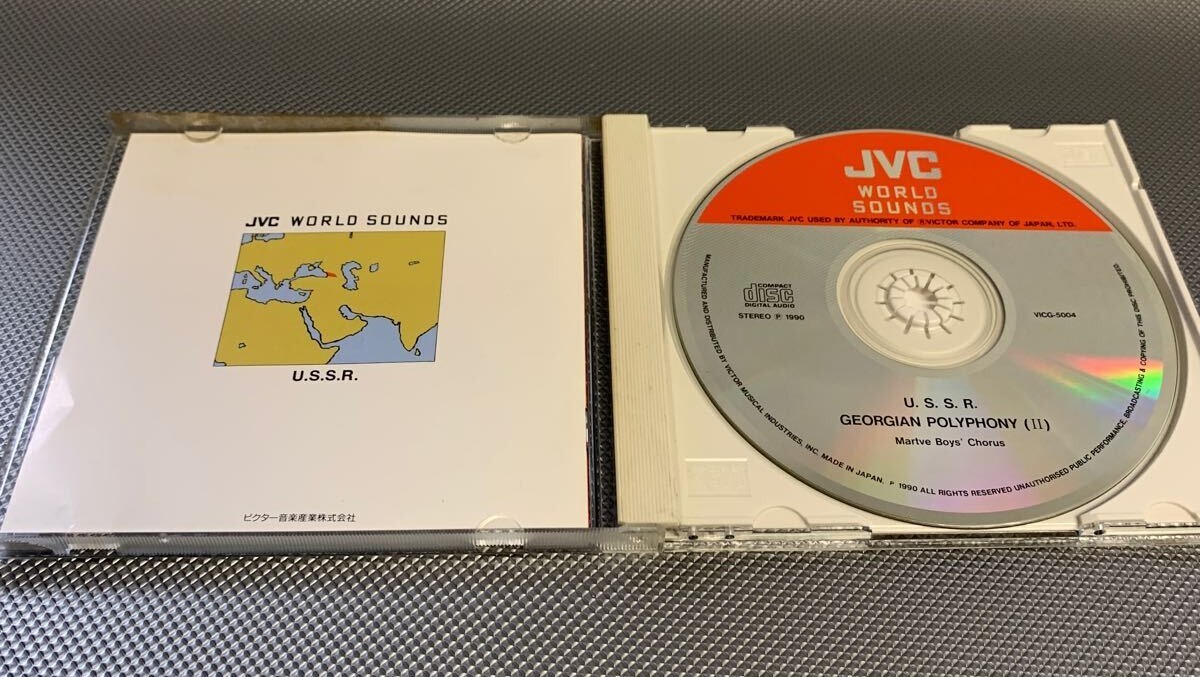 JVC WORLD SOUNDS
U.S.S.R.
ビクター音楽産業株式会社
JVC
WORLD
SOUNDS
TRADEMARK JVC USED BY AUTHORITY OF ⓇVICTOR COMPANY OF JAPAN, LTD.
COMPACT
disc
DIGITAL AUDIO
STEREO Ⓟ 1990
VICG-5004
U. S. S. R.
GEORGIAN POLYPHONY (II)
Martve Boys' Chorus
MANUFACTURED AND DISTRIBUTED BY VICTOR MUSICAL INDUSTRIES, INC. MADE IN JAPAN. Ⓟ 1990 ALL RIGHTS RESERVED UNAUTHORISED PUBLIC PERFORMANCE, BROADCASTING & COPYING OF THIS DISC PROHIBITED.